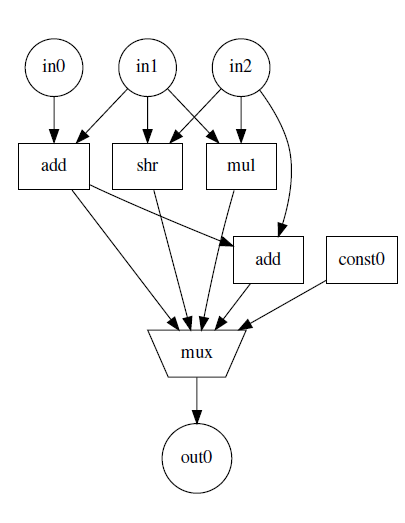 in0
in1
in2
add
shr
mul
add
const0
mux
out0